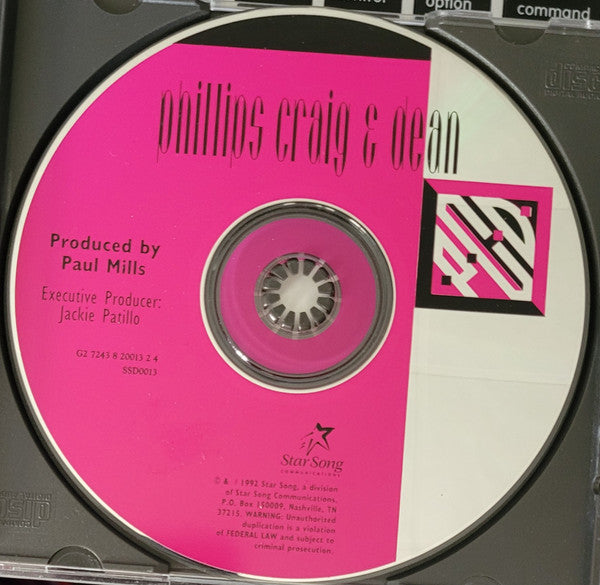 option
command
phillips craig & dean
PCD
Produced by
Paul Mills
Executive Producer:
Jackie Patillo
G2 7243 8 20013 2 4
SSD0013
Star Song
COMMUNICATIONS
© & ℗ 1992 Star Song, a division
of Star Song Communications,
P.O. Box 150009, Nashville, TN
37215. WARNING: Unauthorized
duplication is a violation
of FEDERAL LAW and subject to
criminal prosecution.